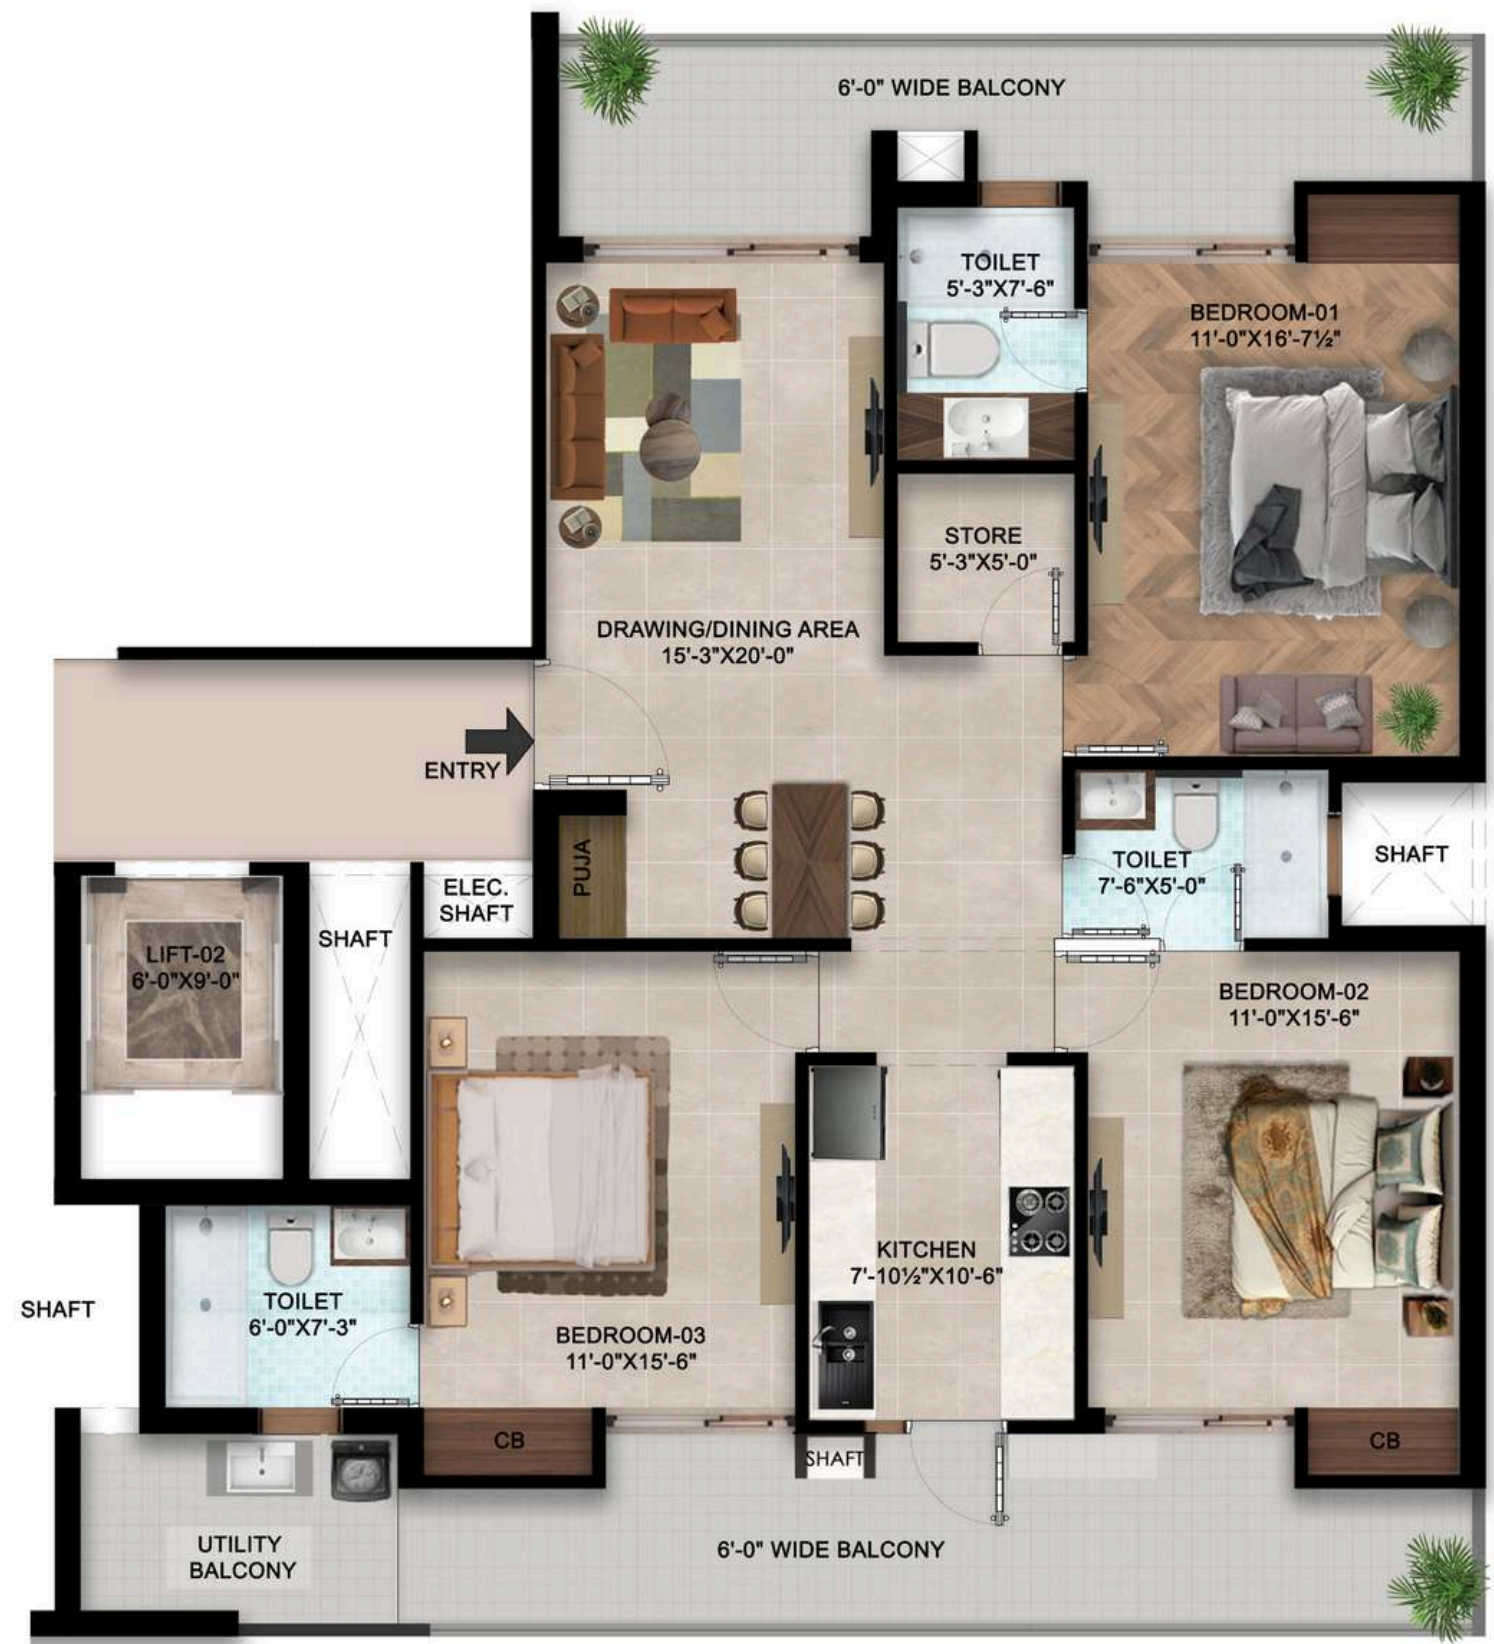 6'-0" WIDE BALCONY
TOILET
5'-3"X7'-6"
BEDROOM-01
11'-0"X16'-7½"
STORE
5'-3"X5'-0"
DRAWING/DINING AREA
15'-3"X20'-0"
ENTRY
PUJA
TOILET
7'-6"X5'-0"
SHAFT
ELEC.
SHAFT
SHAFT
LIFT-02
6'-0"X9'-0"
BEDROOM-02
11'-0"X15'-6"
KITCHEN
7'-10½"X10'-6"
SHAFT
TOILET
6'-0"X7'-3"
BEDROOM-03
11'-0"X15'-6"
CB
SHAFT
CB
UTILITY
BALCONY
6'-0" WIDE BALCONY